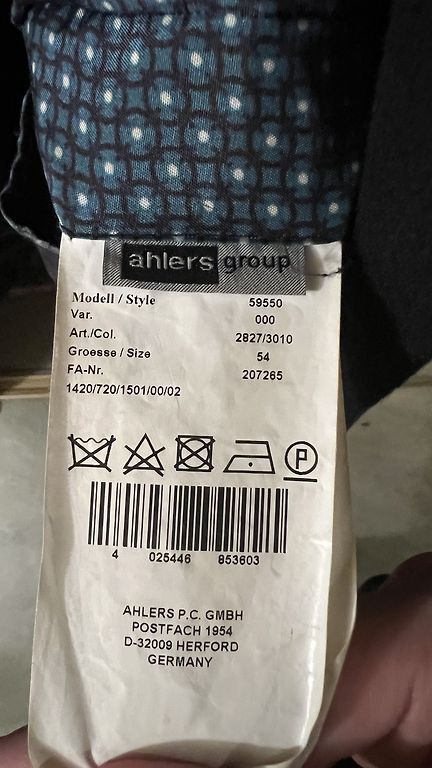 ahlers group
Modell / Style 59550
Var. 000
Art./Col. 2827/3010
Groesse / Size 54
FA-Nr. 207265
1420/720/1501/00/02
P
4 025446 853603
AHLERS P.C. GMBH
POSTFACH 1954
D-32009 HERFORD
GERMANY